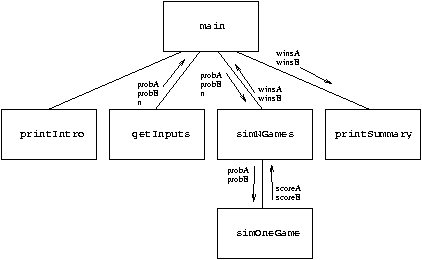 main
winsA
winsB
probA
probB
n
probA
probB
n
winsA
winsB
printIntro
getInputs
simNGames
printSummary
probA
probB
scoreA
scoreB
simOneGame